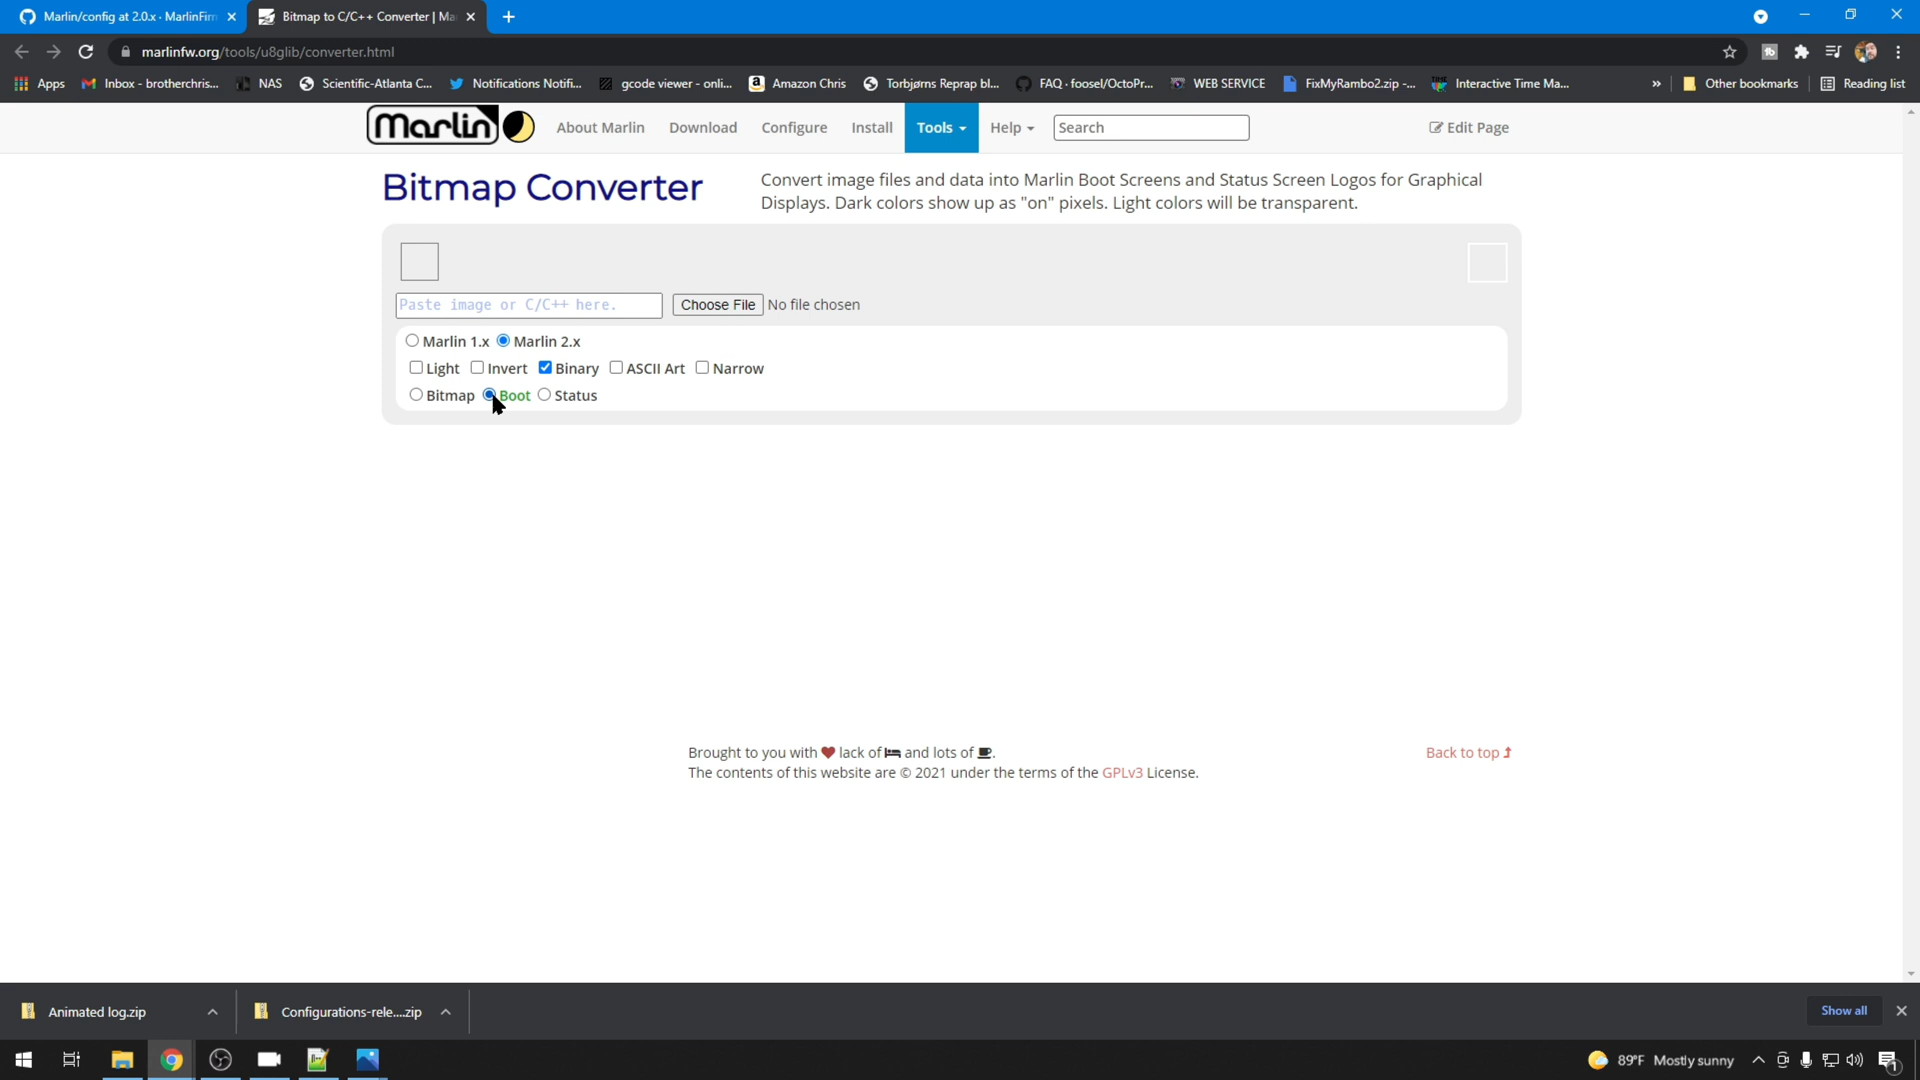 Marlin/config at 2.0.x · MarlinFirm
Bitmap to C/C++ Converter | Ma
marlinfw.org/tools/u8glib/converter.html
Apps
Inbox - brotherchris...
NAS
Scientific-Atlanta C...
Notifications Notifi...
gcode viewer - onli...
Amazon Chris
Torbjørns Reprap bl...
FAQ · foosel/OctoPr...
WEB SERVICE
FixMyRambo2.zip -...
Interactive Time Ma...
»
Other bookmarks
Reading list
Marlin
About Marlin
Download
Configure
Install
Tools
Help
Search
Edit Page
Bitmap Converter
Convert image files and data into Marlin Boot Screens and Status Screen Logos for Graphical
Displays. Dark colors show up as "on" pixels. Light colors will be transparent.
Paste image or C/C++ here.
Choose File No file chosen
Marlin 1.x Marlin 2.x
Light Invert Binary ASCII Art Narrow
Bitmap Boot Status
Brought to you with lack of and lots of .
Back to top
The contents of this website are © 2021 under the terms of the GPLv3 License.
Animated log.zip
Configurations-rele....zip
Show all
89°F Mostly sunny
1